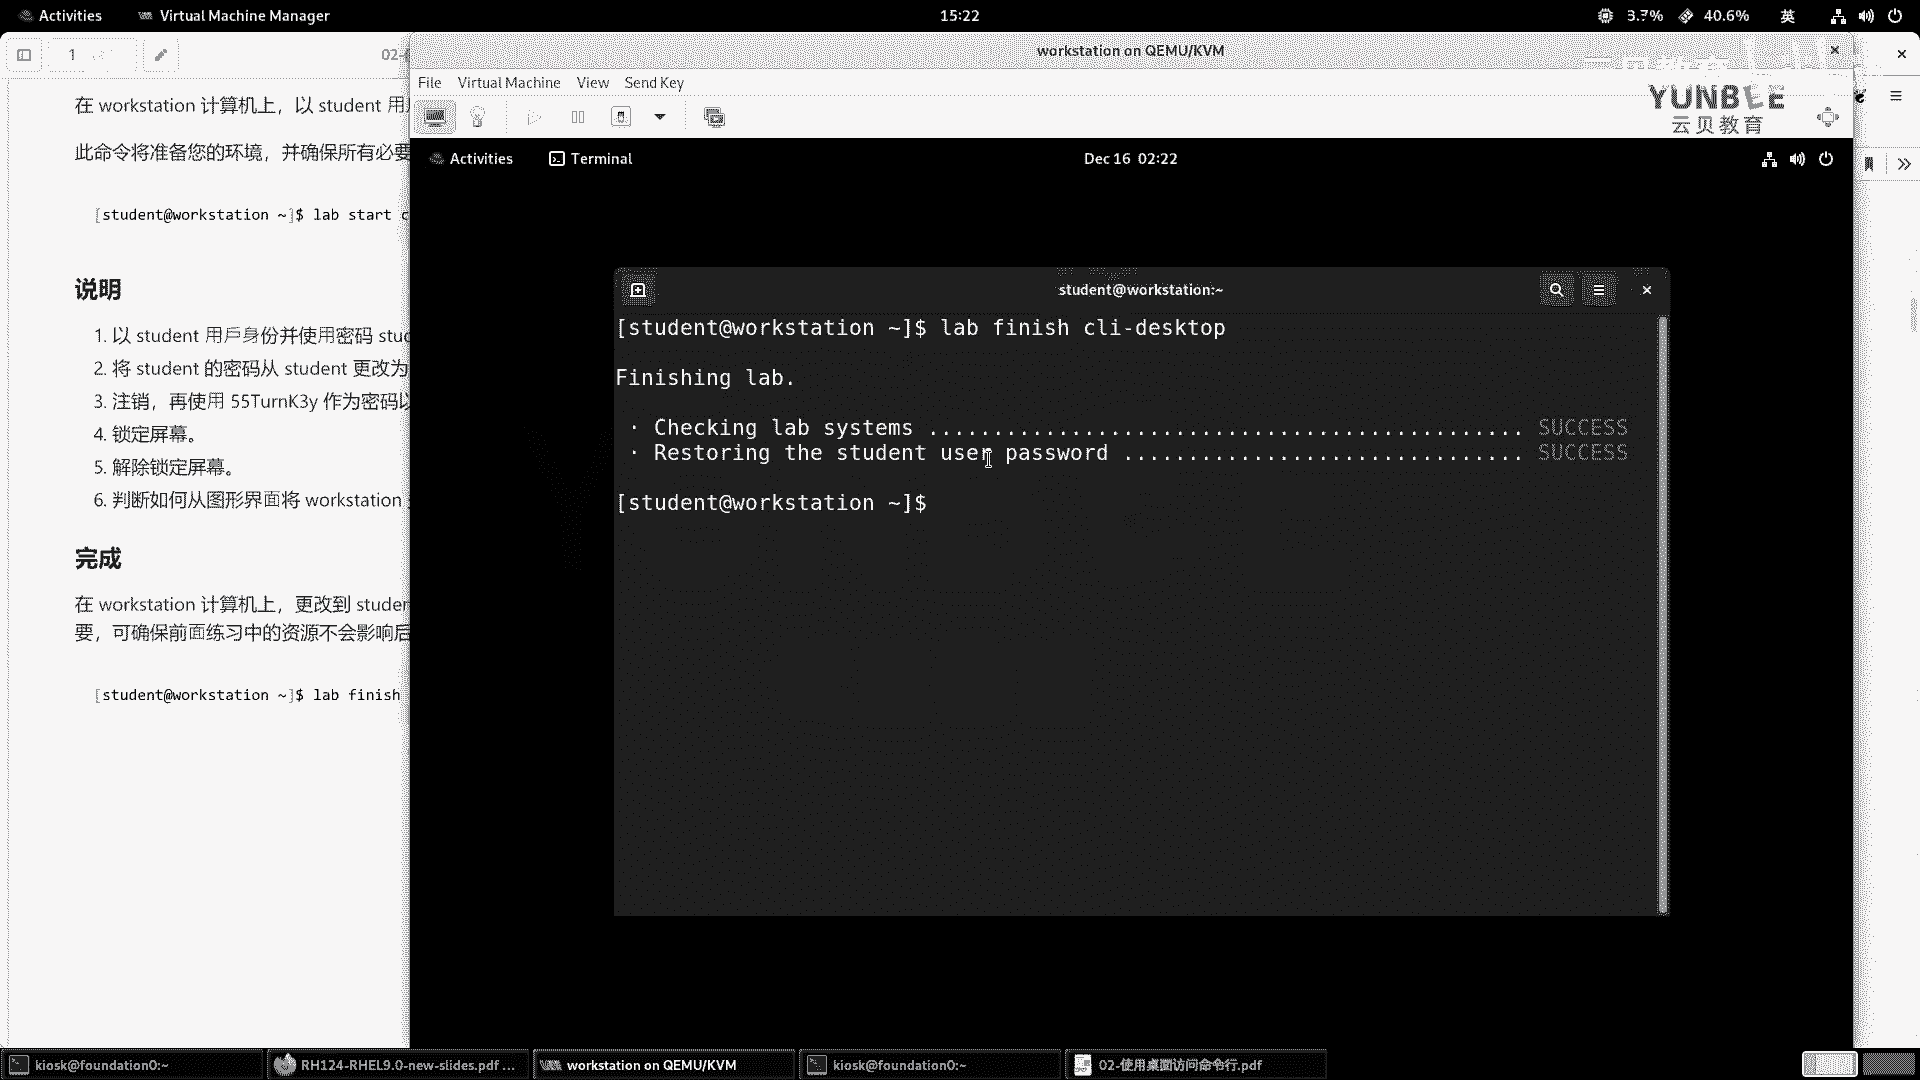 Activities Virtual Machine Manager 15:22 3.7% 40.6% 英
1
02-
workstation on QEMU/KVM
File Virtual Machine View Send Key
YUNBEE
云贝教育
Activities Terminal Dec 16 02:22
在 workstation 计算机上，以 student 用
此命令将准备您的环境，并确保所有必要
[student@workstation ~]$ lab start c
说明
1. 以 student 用戶身份并使用密码 stud
2. 将 student 的密码从 student 更改为
3. 注销，再使用 55TurnK3y 作为密码以
4. 锁定屏幕。
5. 解除锁定屏幕。
6. 判断如何从图形界面将 workstation
完成
在 workstation 计算机上，更改到 studen
要，可确保前面练习中的资源不会影响后
[student@workstation ~]$ lab finish
student@workstation:~
[student@workstation ~]$ lab finish cli-desktop
Finishing lab.
· Checking lab systems .............................................. SUCCESS
· Restoring the student user password ............................... SUCCESS
[student@workstation ~]$
kiosk@foundation0:~
RH124-RHEL9.0-new-slides.pdf ...
workstation on QEMU/KVM
kiosk@foundation0:~
02-使用桌面访问命令行.pdf